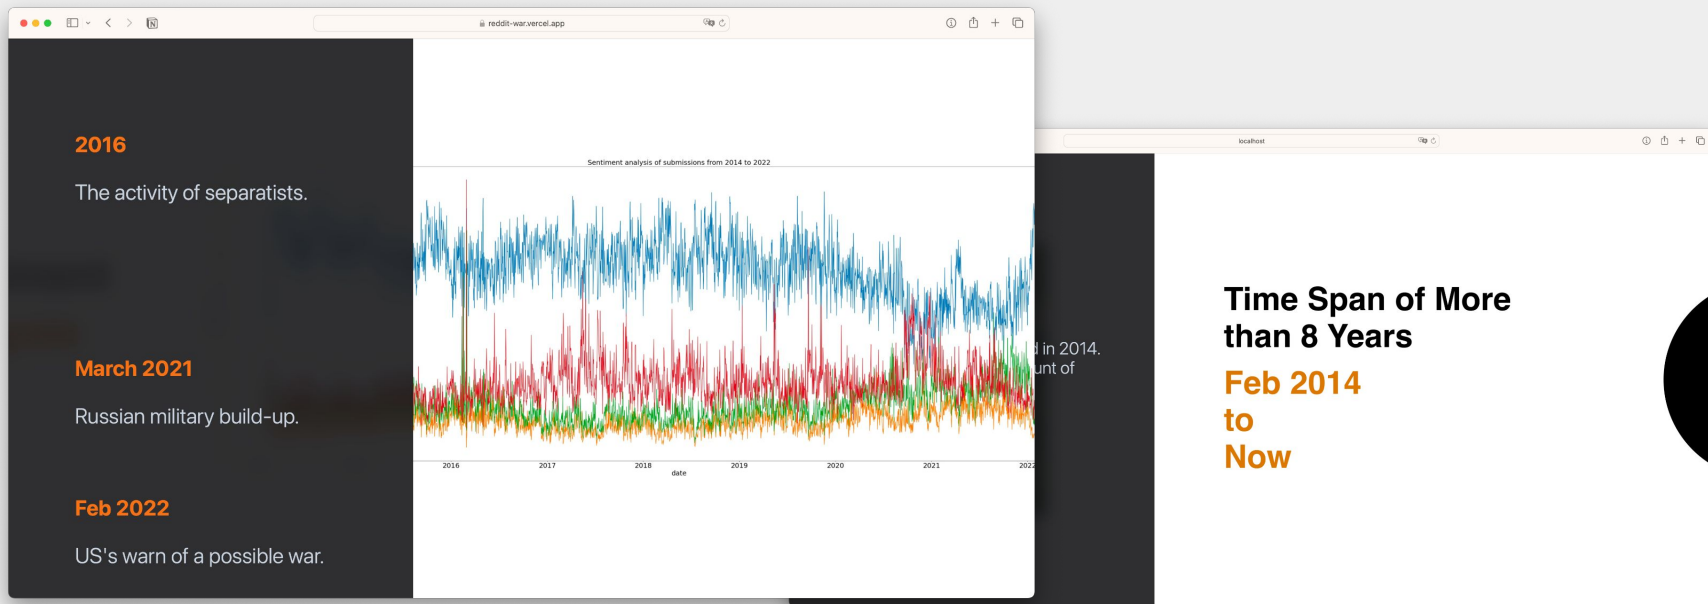 reddit-war.vercel.app
2016
The activity of separatists.
March 2021
Russian military build-up.
Feb 2022
US's warn of a possible war.
Sentiment analysis of submissions from 2014 to 2022
2016 2017 2018 2019 2020 2021 2022
date
localhost
in 2014.
of
Time Span of More
than 8 Years
Feb 2014
to
Now